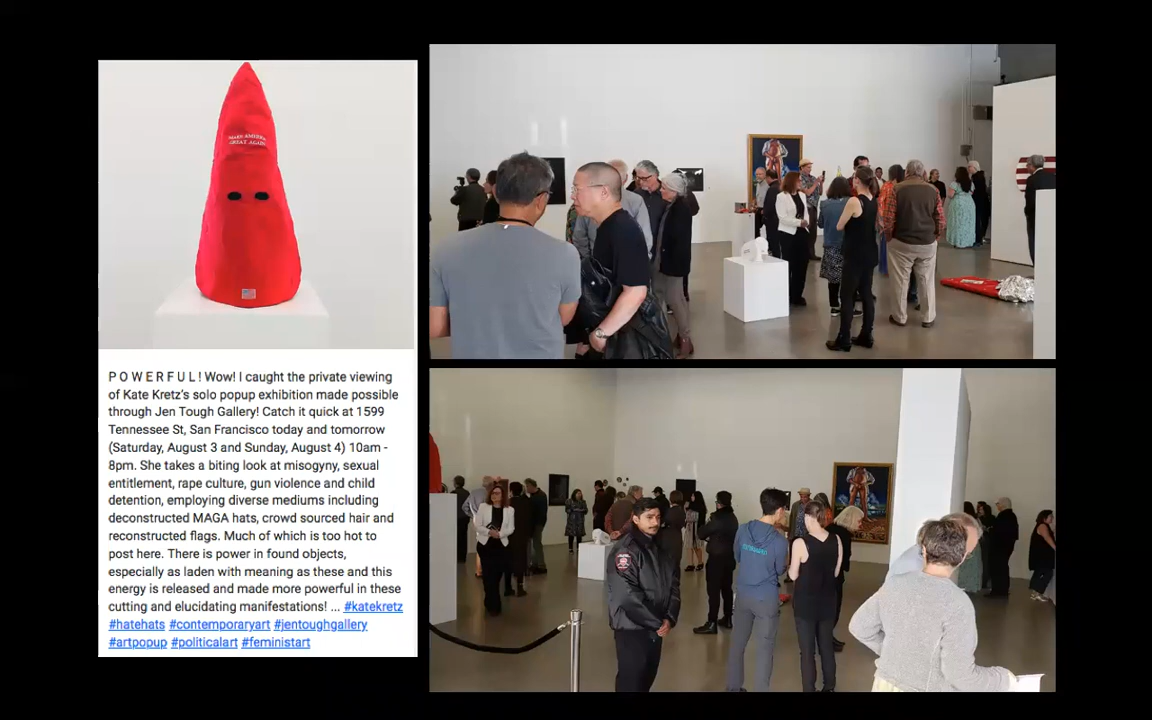 MAKE AMERICA
GREAT AGAIN
P O W E R F U L ! Wow! I caught the private viewing
of Kate Kretz's solo popup exhibition made possible
through Jen Tough Gallery! Catch it quick at 1599
Tennessee St, San Francisco today and tomorrow
(Saturday, August 3 and Sunday, August 4) 10am -
8pm. She takes a biting look at misogyny, sexual
entitlement, rape culture, gun violence and child
detention, employing diverse mediums including
deconstructed MAGA hats, crowd sourced hair and
reconstructed flags. Much of which is too hot to
post here. There is power in found objects,
especially as laden with meaning as these and this
energy is released and made more powerful in these
cutting and elucidating manifestations! ... #katekretz
#hatehats #contemporaryart #jentoughgallery
#artpopup #politicalart #feministart